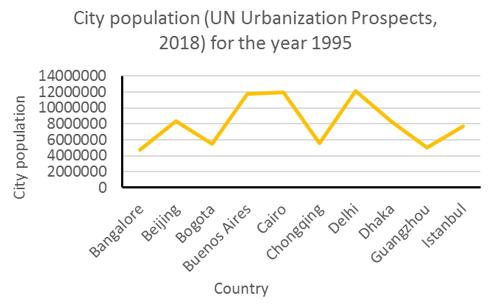 City population (UN Urbanization Prospects,
2018) for the year 1995
City population
14000000
12000000
10000000
8000000
6000000
4000000
2000000
0
Bangalore
Beijing
Bogota
Buenos Aires
Cairo
Chongqing
Delhi
Dhaka
Guangzhou
Istanbul
Country